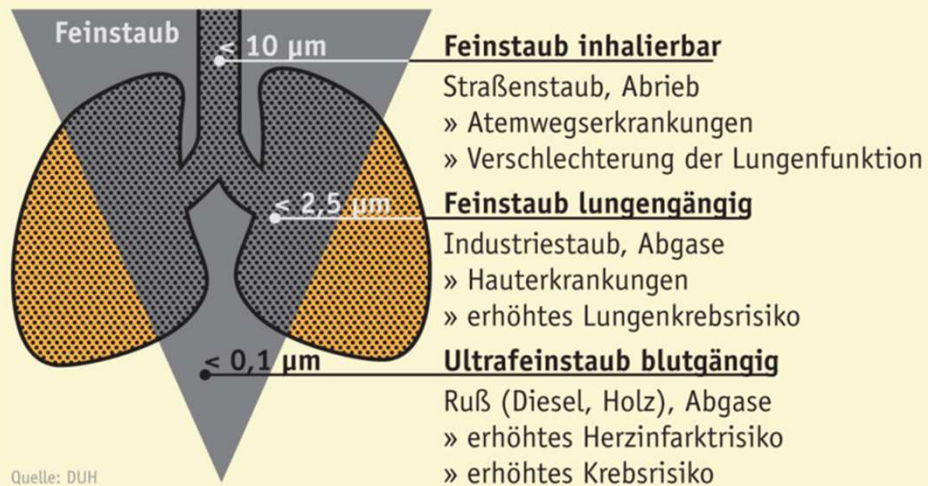 Feinstaub
< 10 µm
Feinstaub inhalierbar
Straßenstaub, Abrieb
» Atemwegserkrankungen
» Verschlechterung der Lungenfunktion
< 2,5 µm
Feinstaub lungengängig
Industriestaub, Abgase
» Hauterkrankungen
» erhöhtes Lungenkrebsrisiko
< 0,1 µm
Ultrafeinstaub blutgängig
Ruß (Diesel, Holz), Abgase
» erhöhtes Herzinfarktrisiko
» erhöhtes Krebsrisiko
Quelle: DUH